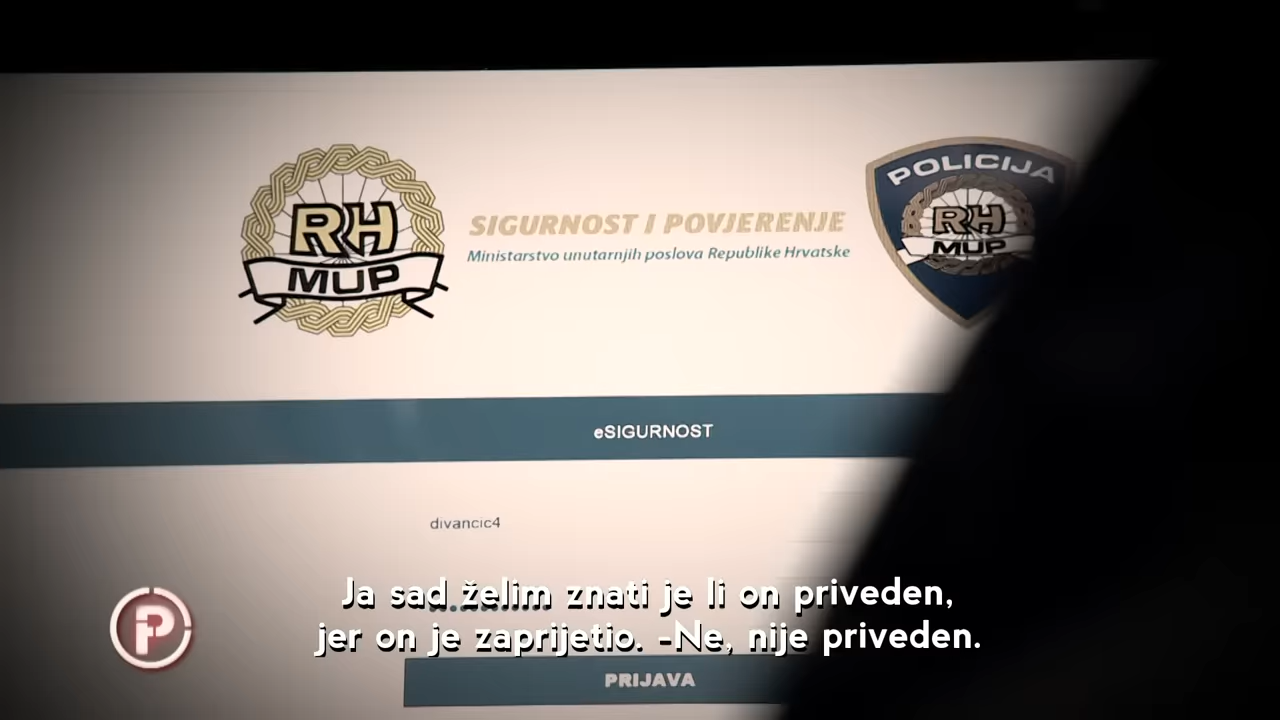 RH
MUP
SIGURNOST I POVJERENJE
Ministarstvo unutarnjih poslova Republike Hrvatske
POLICIJA
RH
MUP
eSIGURNOST
divancic4
Ja sad želim znati je li on priveden,
jer on je zaprijetio. -Ne, nije priveden.
P
PRIJAVA